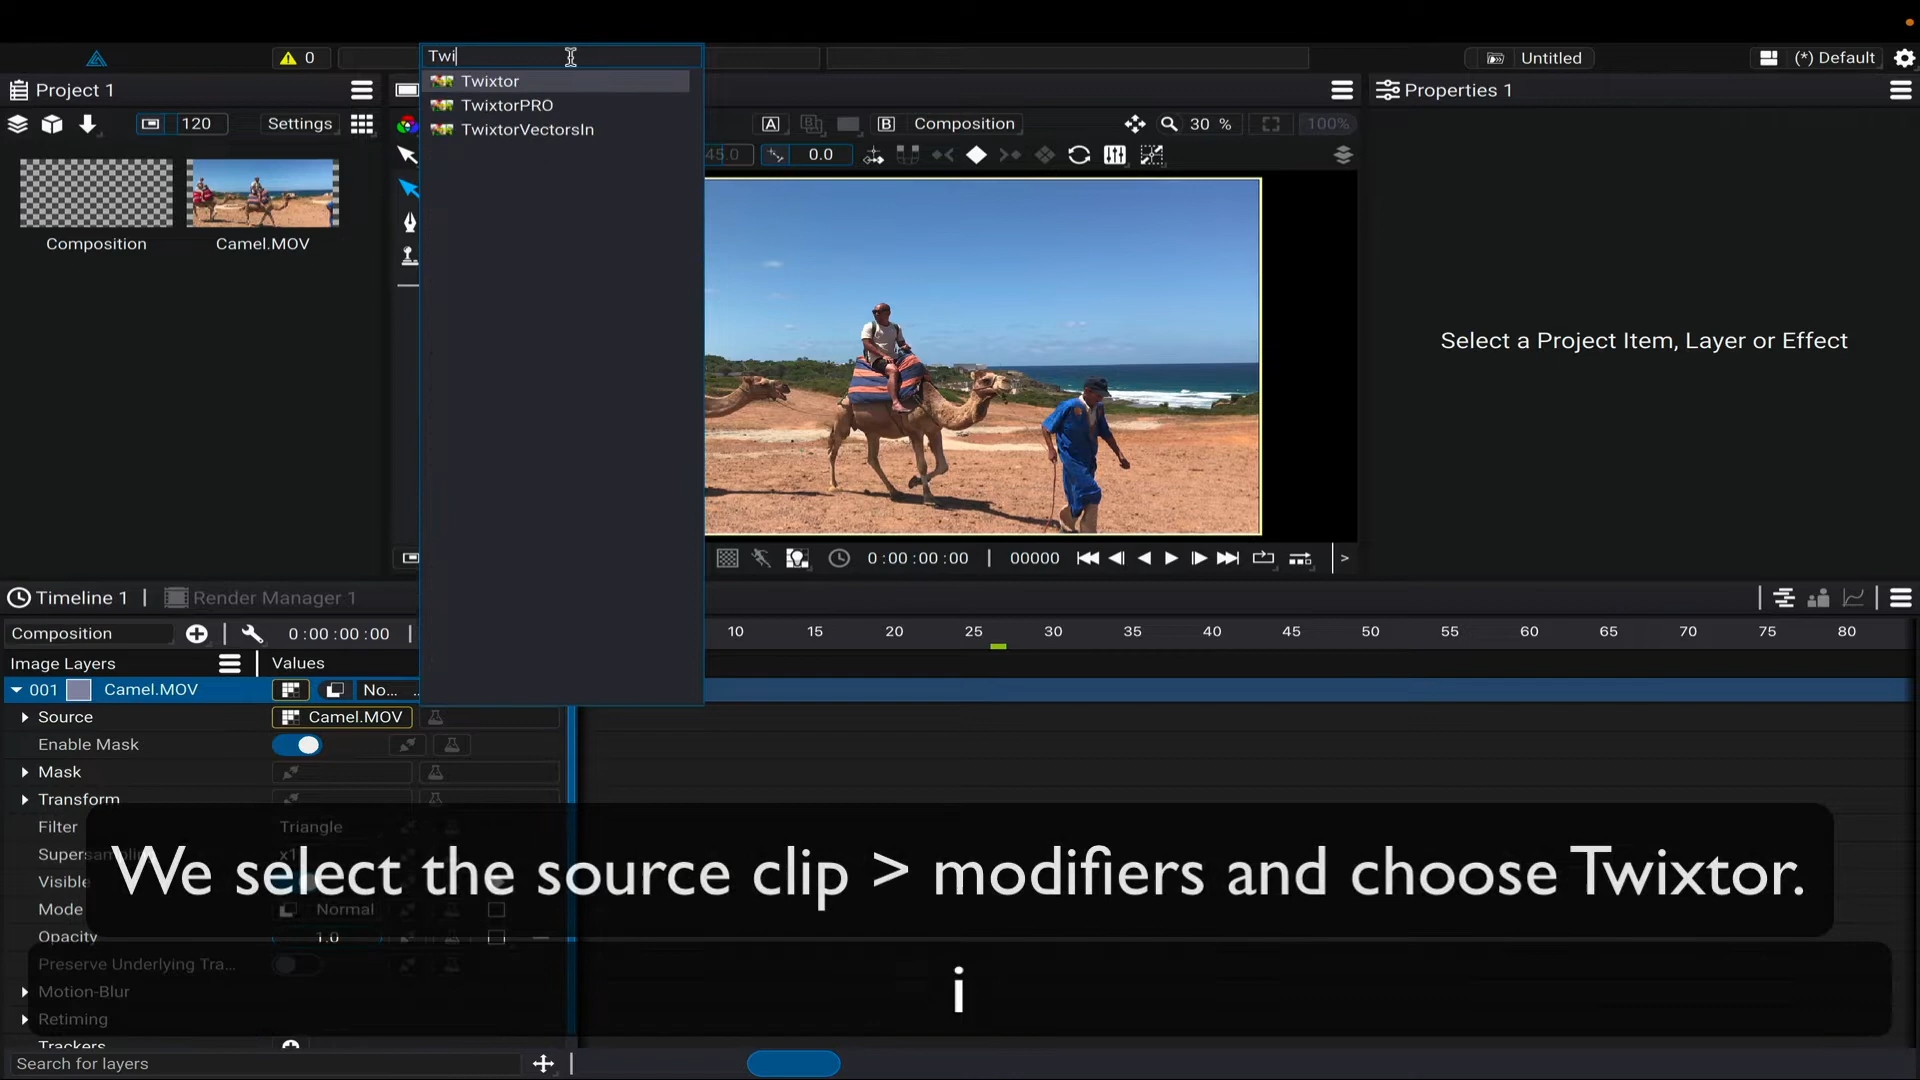 Twi
0
Untitled
(*) Default
Twixtor
TwixtorPRO
TwixtorVectorsIn
Project 1
Properties 1
120
Settings
A
B
Composition
30 %
100%
45.0
0.0
Composition
Camel.MOV
Select a Project Item, Layer or Effect
0:00:00:00 | 00000
>
Timeline 1
Render Manager 1
Composition
0:00:00:00
10 15 20 25 30 35 40 45 50 55 60 65 70 75 80
Image Layers
Values
001 Camel.MOV
No... ..
Source
Camel.MOV
Enable Mask
Mask
Transform
Filter
Triangle
We select the source clip > modifiers and choose Twixtor.
Visible
Mode
Normal
Opacity
1.0
Preserve Underlying Tra...
i
Motion-Blur
Retiming
Trackers
Search for layers